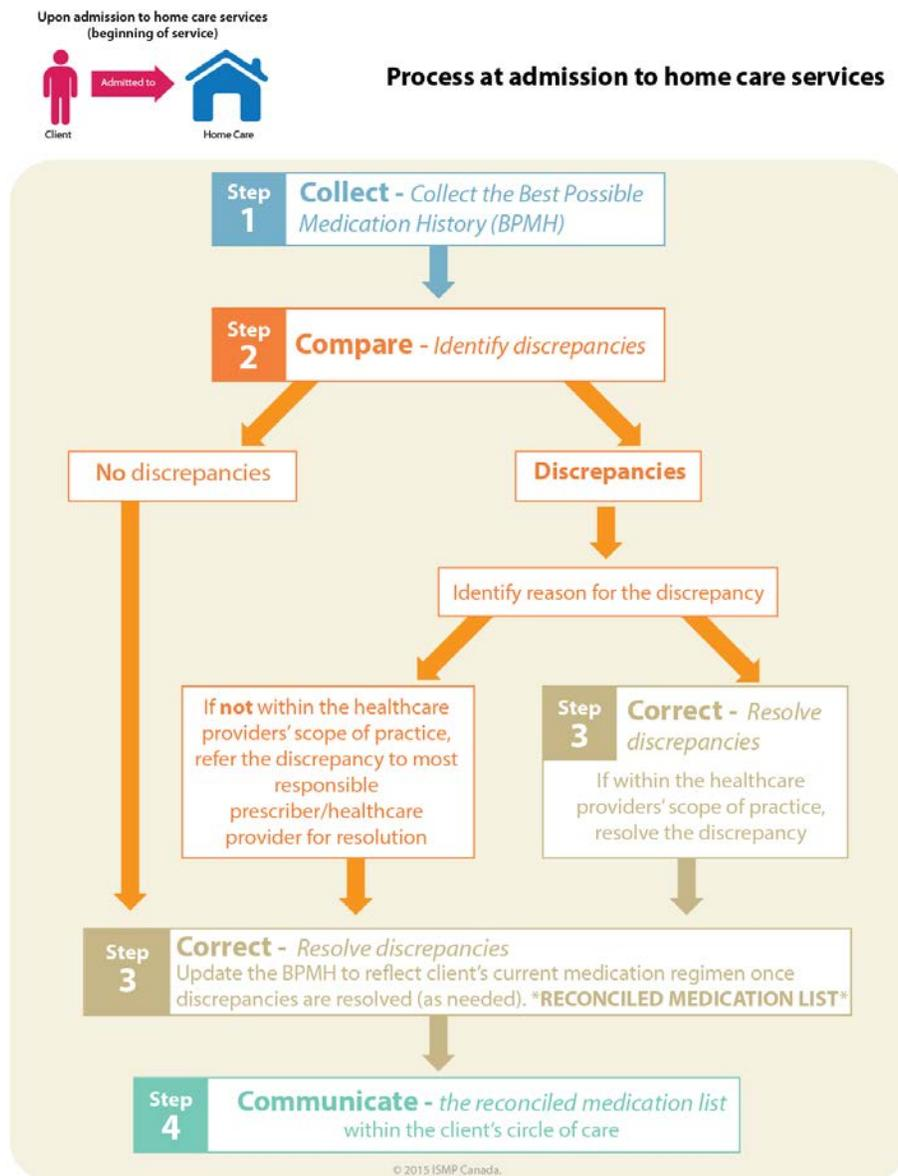 Upon admission to home care services
(beginning of service)
Admitted to
Client
Home Care
Process at admission to home care services
Step
1
Collect - Collect the Best Possible
Medication History (BPMH)
Step
2
Compare - Identify discrepancies
No discrepancies
Discrepancies
Identify reason for the discrepancy
If not within the healthcare
providers' scope of practice,
refer the discrepancy to most
responsible
prescriber/healthcare
provider for resolution
Step
3
Correct - Resolve
discrepancies
If within the healthcare
providers' scope of practice,
resolve the discrepancy
Step
3
Correct - Resolve discrepancies
Update the BPMH to reflect client's current medication regimen once
discrepancies are resolved (as needed). *RECONCILED MEDICATION LIST*
Step
4
Communicate - the reconciled medication list
within the client's circle of care
© 2015 ISMP Canada.